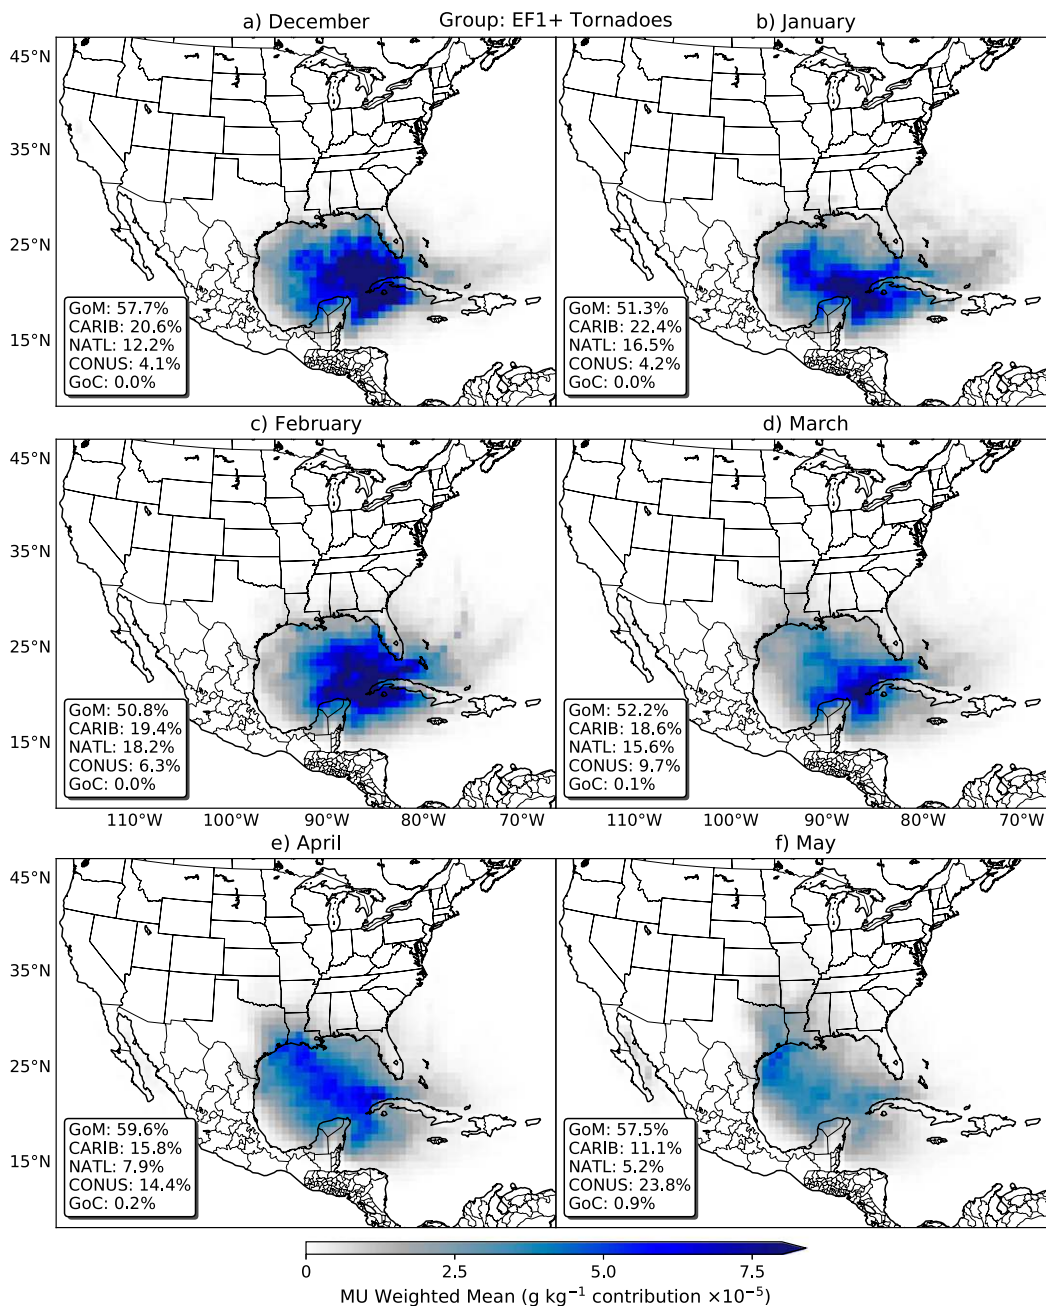 a) December
Group: EF1+ Tornadoes
b) January
45°N
35°N
25°N
15°N
GoM: 57.7%
CARIB: 20.6%
NATL: 12.2%
CONUS: 4.1%
GoC: 0.0%
GoM: 51.3%
CARIB: 22.4%
NATL: 16.5%
CONUS: 4.2%
GoC: 0.0%
c) February
d) March
45°N
35°N
25°N
15°N
GoM: 50.8%
CARIB: 19.4%
NATL: 18.2%
CONUS: 6.3%
GoC: 0.0%
GoM: 52.2%
CARIB: 18.6%
NATL: 15.6%
CONUS: 9.7%
GoC: 0.1%
110°W 100°W 90°W 80°W 70°W
110°W 100°W 90°W 80°W 70°W
e) April
f) May
45°N
35°N
25°N
15°N
GoM: 59.6%
CARIB: 15.8%
NATL: 7.9%
CONUS: 14.4%
GoC: 0.2%
GoM: 57.5%
CARIB: 11.1%
NATL: 5.2%
CONUS: 23.8%
GoC: 0.9%
0 2.5 5.0 7.5
MU Weighted Mean (g kg⁻¹ contribution ×10⁻⁵)